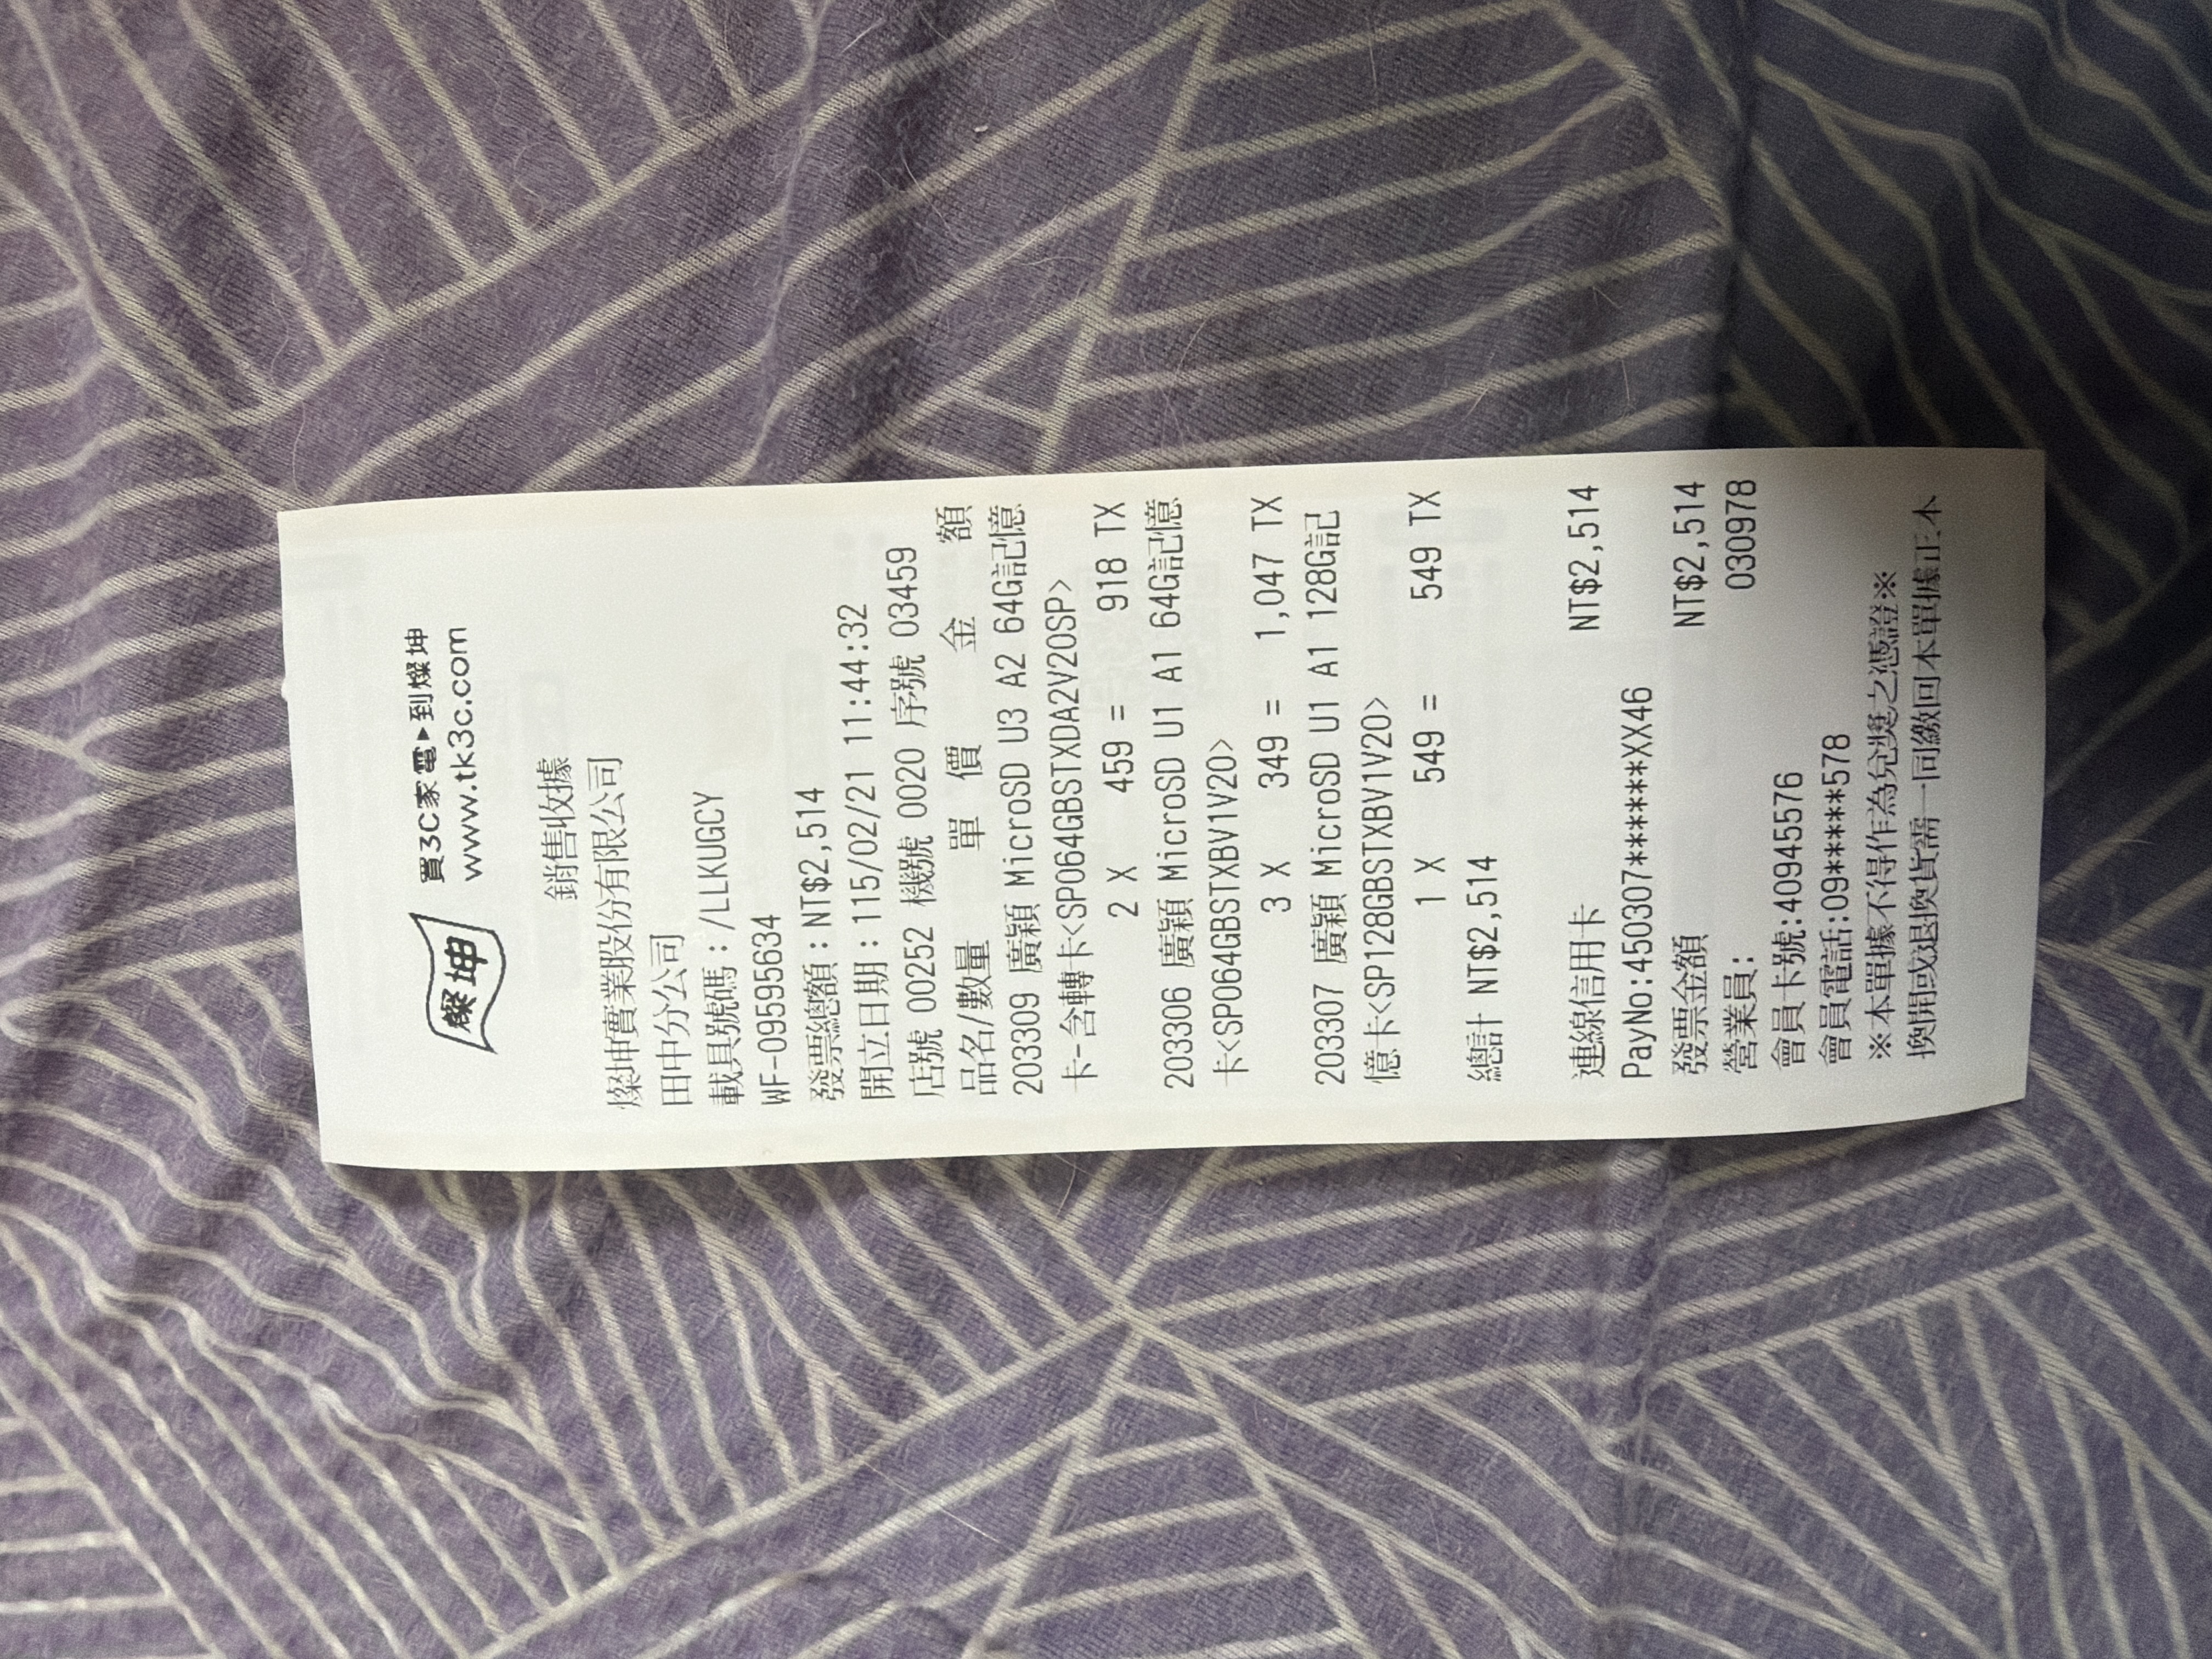 燦坤 買3C家電▶到燦坤
www.tk3c.com
銷售收據
燦坤實業股份有限公司
田中分公司
載具號碼：/LLKUGCY
WF-09595634
發票總額：NT$2,514
開立日期：115/02/21 11:44:32
店號 00252 機號 0020 序號 03459
品名/數量 單 價 金 額
203309 廣穎 MicroSD U3 A2 64G記憶
卡-含轉卡<SP064GBSTXDA2V20SP>
2 X 459 = 918 TX
203306 廣穎 MicroSD U1 A1 64G記憶
卡<SP064GBSTXBV1V20>
3 X 349 = 1,047 TX
203307 廣穎 MicroSD U1 A1 128G記
憶卡<SP128GBSTXBV1V20>
1 X 549 = 549 TX
總計 NT$2,514
連線信用卡 NT$2,514
PayNo:450307******XX46
發票金額 NT$2,514
營業員: 030978
會員卡號:40945576
會員電話:09*****578
※本單據不得作為兌獎之憑證※
換開或退換貨需一同繳回本單據正本